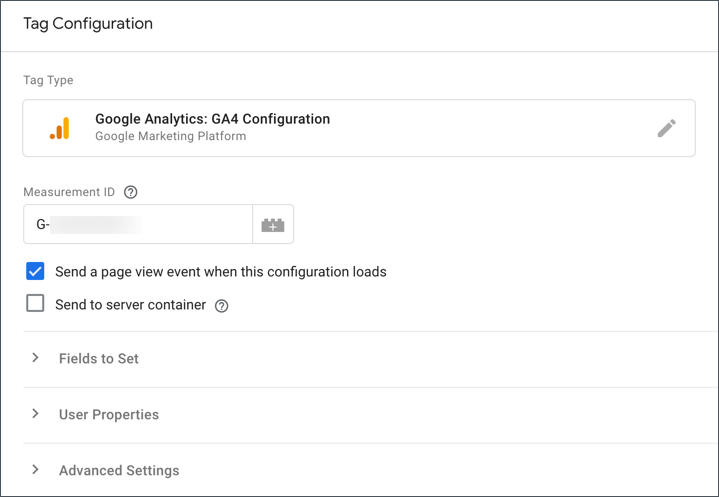 Tag Configuration
Tag Type
Google Analytics: GA4 Configuration
Google Marketing Platform
Measurement ID
G-
Send a page view event when this configuration loads
Send to server container
Fields to Set
User Properties
Advanced Settings